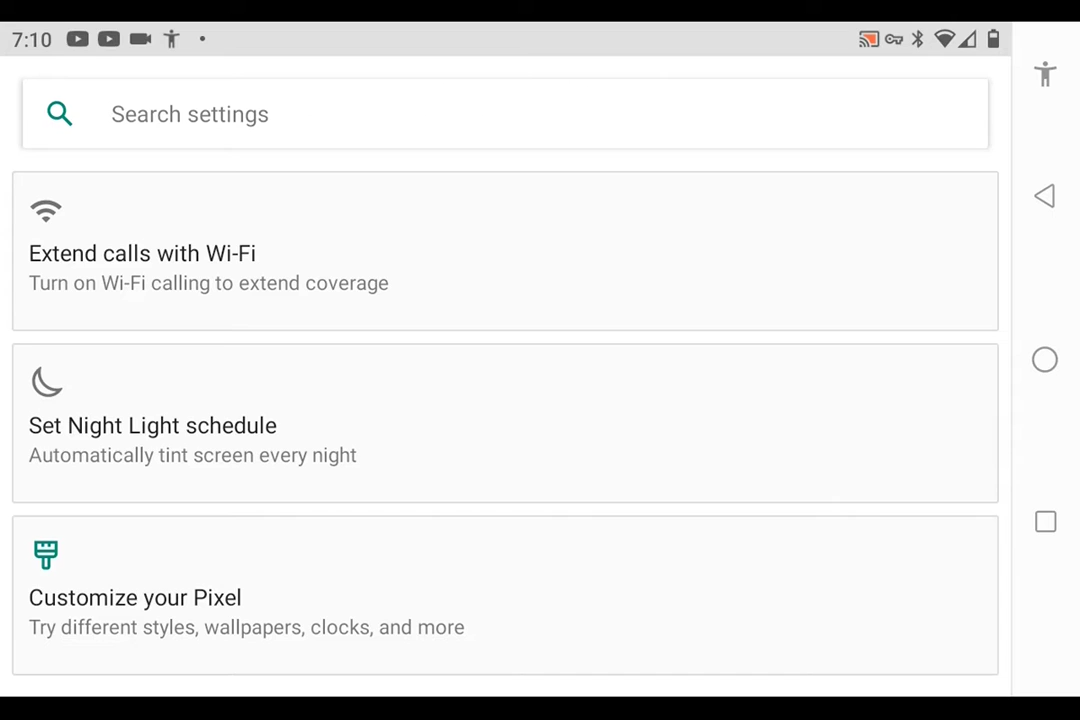 7:10
Search settings
Extend calls with Wi-Fi
Turn on Wi-Fi calling to extend coverage
Set Night Light schedule
Automatically tint screen every night
Customize your Pixel
Try different styles, wallpapers, clocks, and more